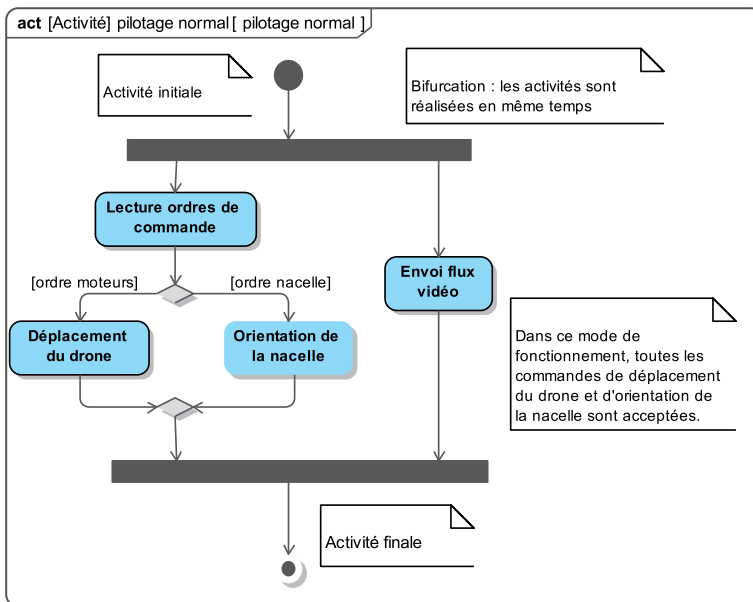 act [Activité] pilotage normal [ pilotage normal ]
Activité initiale
Bifurcation : les activités sont
réalisées en même temps
Lecture ordres de
commande
[ordre moteurs]
[ordre nacelle]
Envoi flux
vidéo
Déplacement
du drone
Orientation de
la nacelle
Dans ce mode de
fonctionnement, toutes les
commandes de déplacement
du drone et d'orientation de
la nacelle sont acceptées.
Activité finale